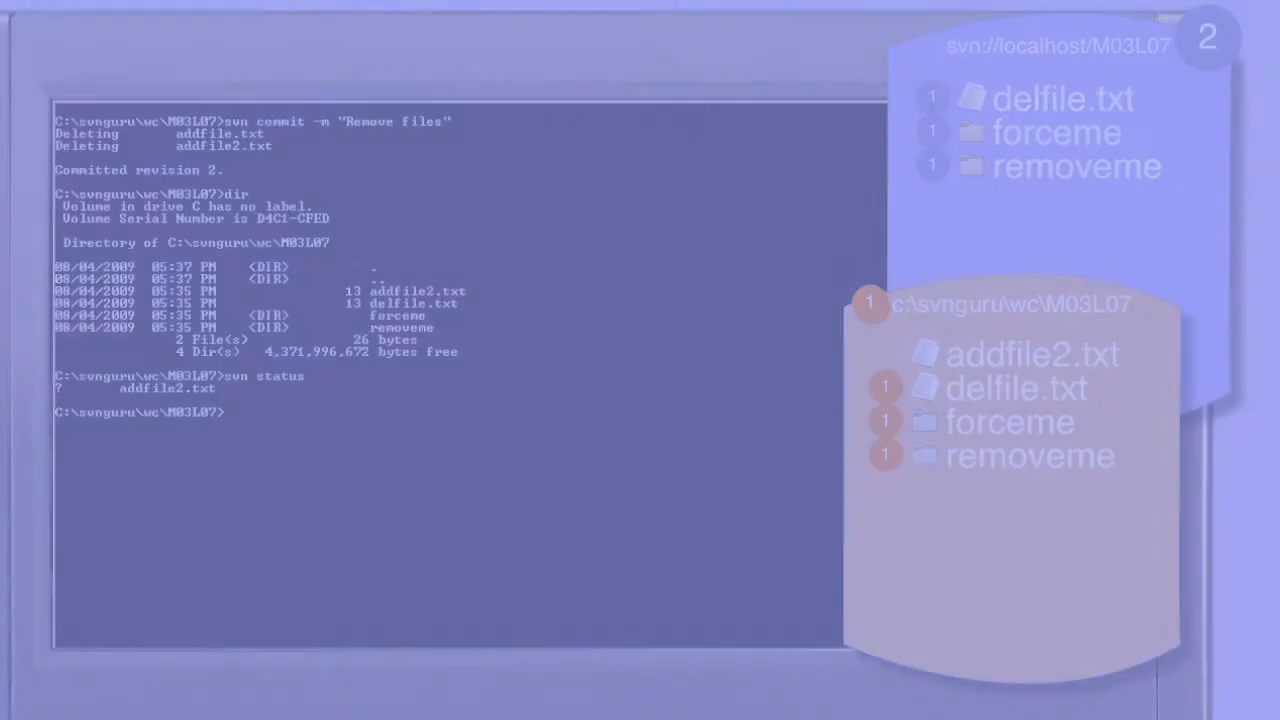 C:\svnguru\wc\M03L07>svn commit -m "Remove files"
Deleting addfile.txt
Deleting addfile2.txt
Committed revision 2.
C:\svnguru\wc\M03L07>dir
Volume in drive C has no label.
Volume Serial Number is D4C1-CFED
Directory of C:\svnguru\wc\M03L07
08/04/2009 05:37 PM <DIR> .
08/04/2009 05:37 PM <DIR> ..
08/04/2009 05:35 PM 13 addfile2.txt
08/04/2009 05:35 PM 13 delfile.txt
08/04/2009 05:35 PM <DIR> forceme
08/04/2009 05:35 PM <DIR> removeme
2 File(s) 26 bytes
4 Dir(s) 4,371,996,672 bytes free
C:\svnguru\wc\M03L07>svn status
? addfile2.txt
C:\svnguru\wc\M03L07>
svn://localhost/M03L07 2
1 delfile.txt
1 forceme
1 removeme
1 c:\svnguru\wc\M03L07
addfile2.txt
1 delfile.txt
1 forceme
1 removeme